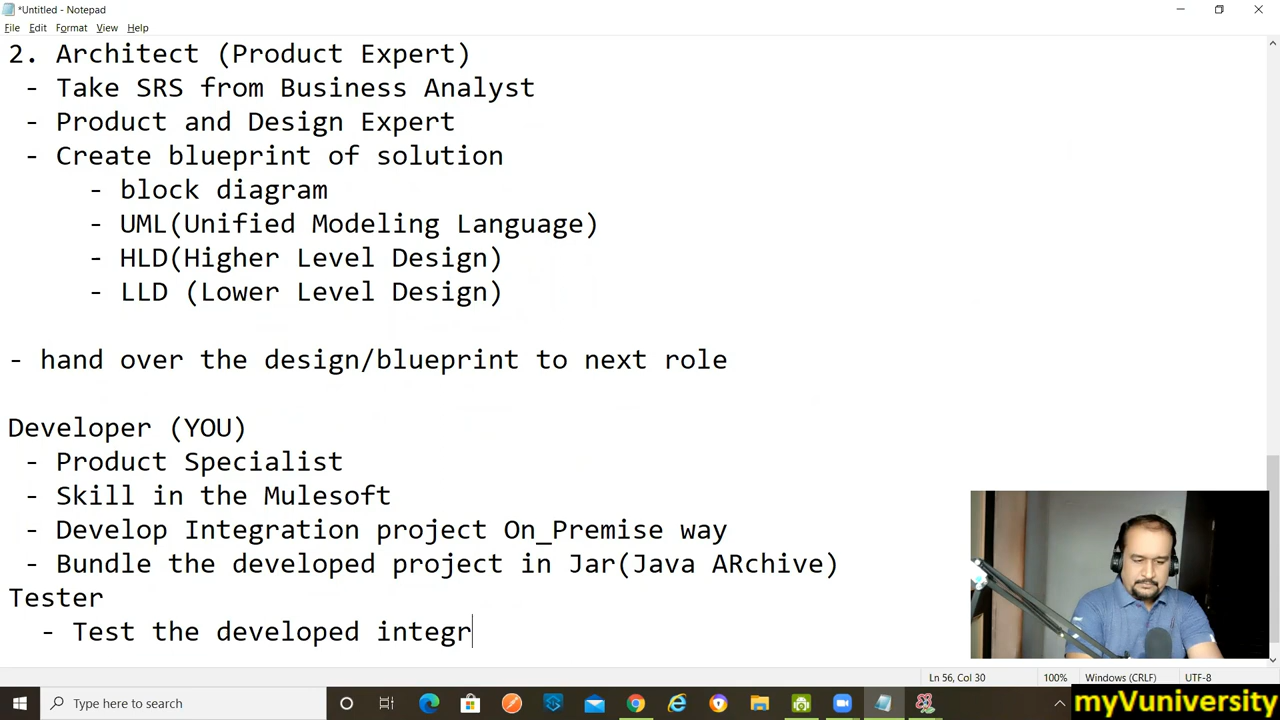 *Untitled - Notepad
File Edit Format View Help
2. Architect (Product Expert)
- Take SRS from Business Analyst
- Product and Design Expert
- Create blueprint of solution
- block diagram
- UML(Unified Modeling Language)
- HLD(Higher Level Design)
- LLD (Lower Level Design)
- hand over the design/blueprint to next role
Developer (YOU)
- Product Specialist
- Skill in the Mulesoft
- Develop Integration project On_Premise way
- Bundle the developed project in Jar(Java ARchive)
Tester
- Test the developed integr
Ln 56, Col 30 100% Windows (CRLF) UTF-8
Type here to search
myVuniversity